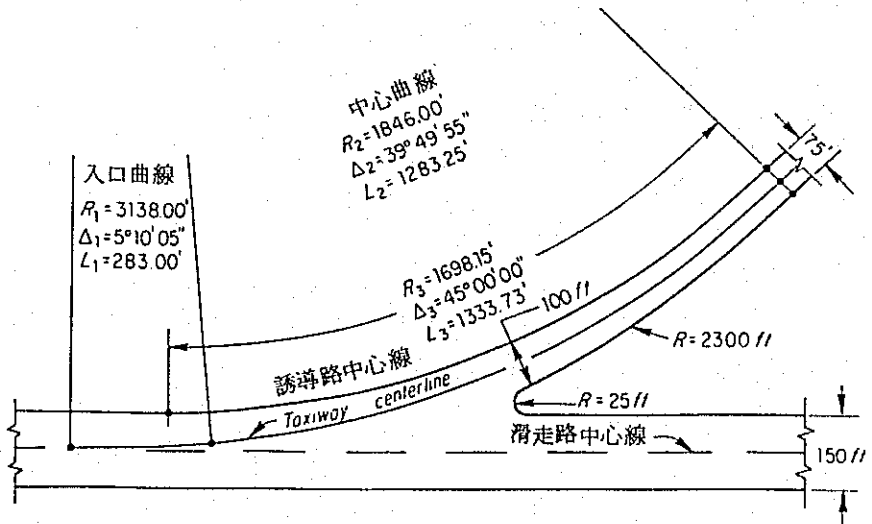 中心曲線
R2=1846.00'
Δ2=39°49'55"
L2=1283.25'
75'
入口曲線
R1=3138.00'
Δ1=5°10'05"
L1=283.00'
R3=1698.15'
Δ3=45°00'00"
L3=1333.73'
100ft
R=2300 ft
誘導路中心線
Taxiway centerline
R=25 ft
滑走路中心線
150 ft